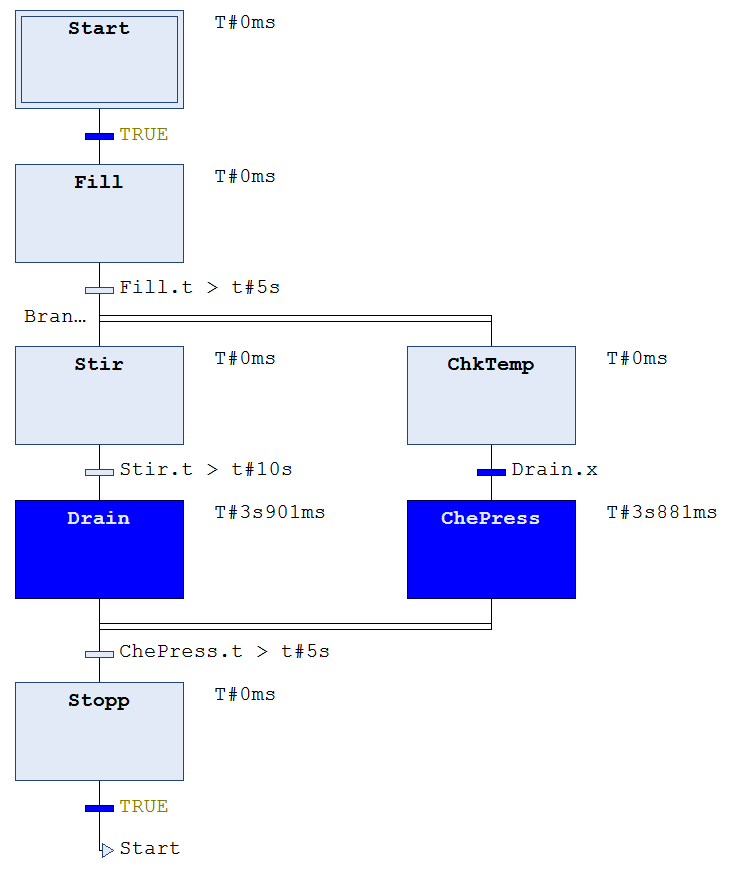 Start T#0ms
TRUE
Fill T#0ms
Fill.t > t#5s
Bran…
Stir T#0ms ChkTemp T#0ms
Stir.t > t#10s Drain.x
Drain T#3s901ms ChePress T#3s881ms
ChePress.t > t#5s
Stopp T#0ms
TRUE
Start